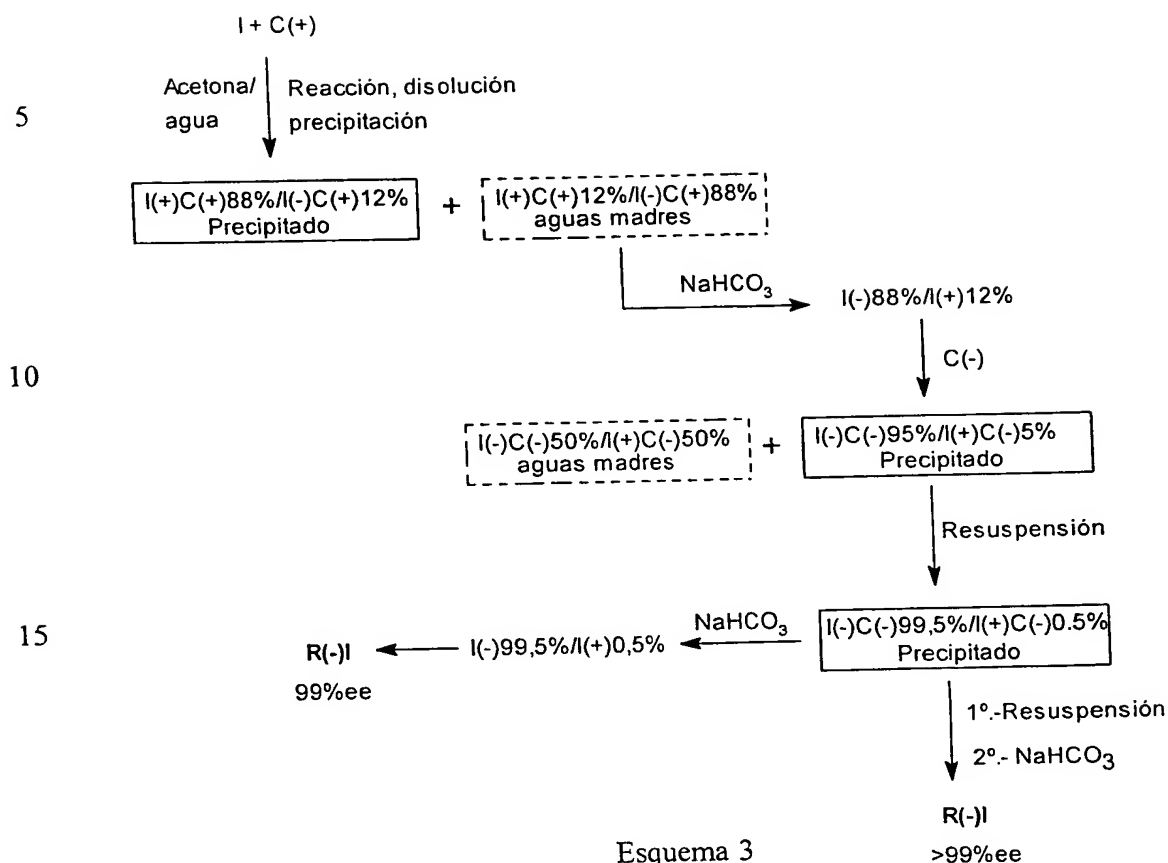 I + C(+)
Acetona/
agua
Reacción, disolución
precipitación
5
I(+)C(+)88%/I(-)C(+)12%
Precipitado
+
I(+)C(+)12%/I(-)C(+)88%
aguas madres
NaHCO3
I(-)88%/I(+)12%
10
C(-)
I(-)C(-)50%/I(+)C(-)50%
aguas madres
+
I(-)C(-)95%/I(+)C(-)5%
Precipitado
Resuspensión
15
R(-)I
99%ee
I(-)99,5%/I(+)0,5%
NaHCO3
I(-)C(-)99,5%/I(+)C(-)0.5%
Precipitado
1º.-Resuspensión
2º.- NaHCO3
R(-)I
>99%ee
Esquema 3